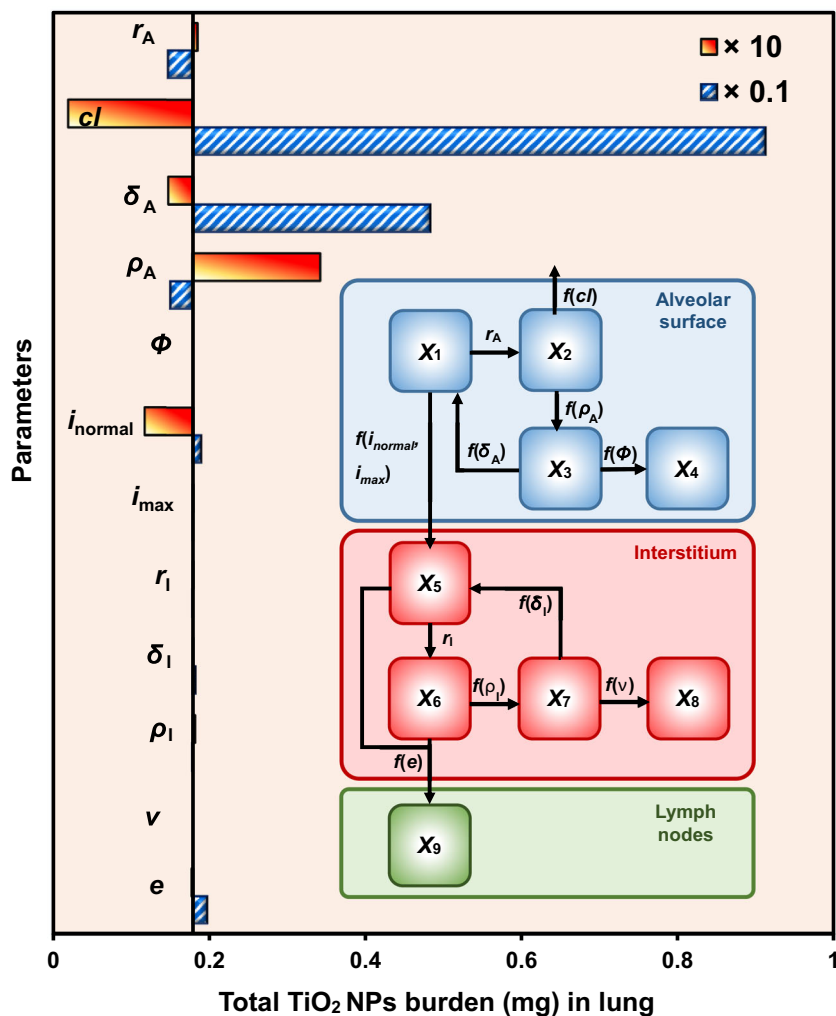 × 10
× 0.1
Parameters
r_A
cl
δ_A
ρ_A
Φ
i_normal
i_max
r_I
δ_I
ρ_I
v
e
Alveolar
surface
f(cl)
X1
r_A
X2
f(ρ_A)
f(i_normal,
i_max)
f(δ_A)
X3
f(Φ)
X4
Interstitium
X5
f(δ_I)
r_I
X6
f(ρ_I)
X7
f(ν)
X8
f(e)
Lymph
nodes
X9
0
0.2
0.4
0.6
0.8
1
Total TiO2 NPs burden (mg) in lung